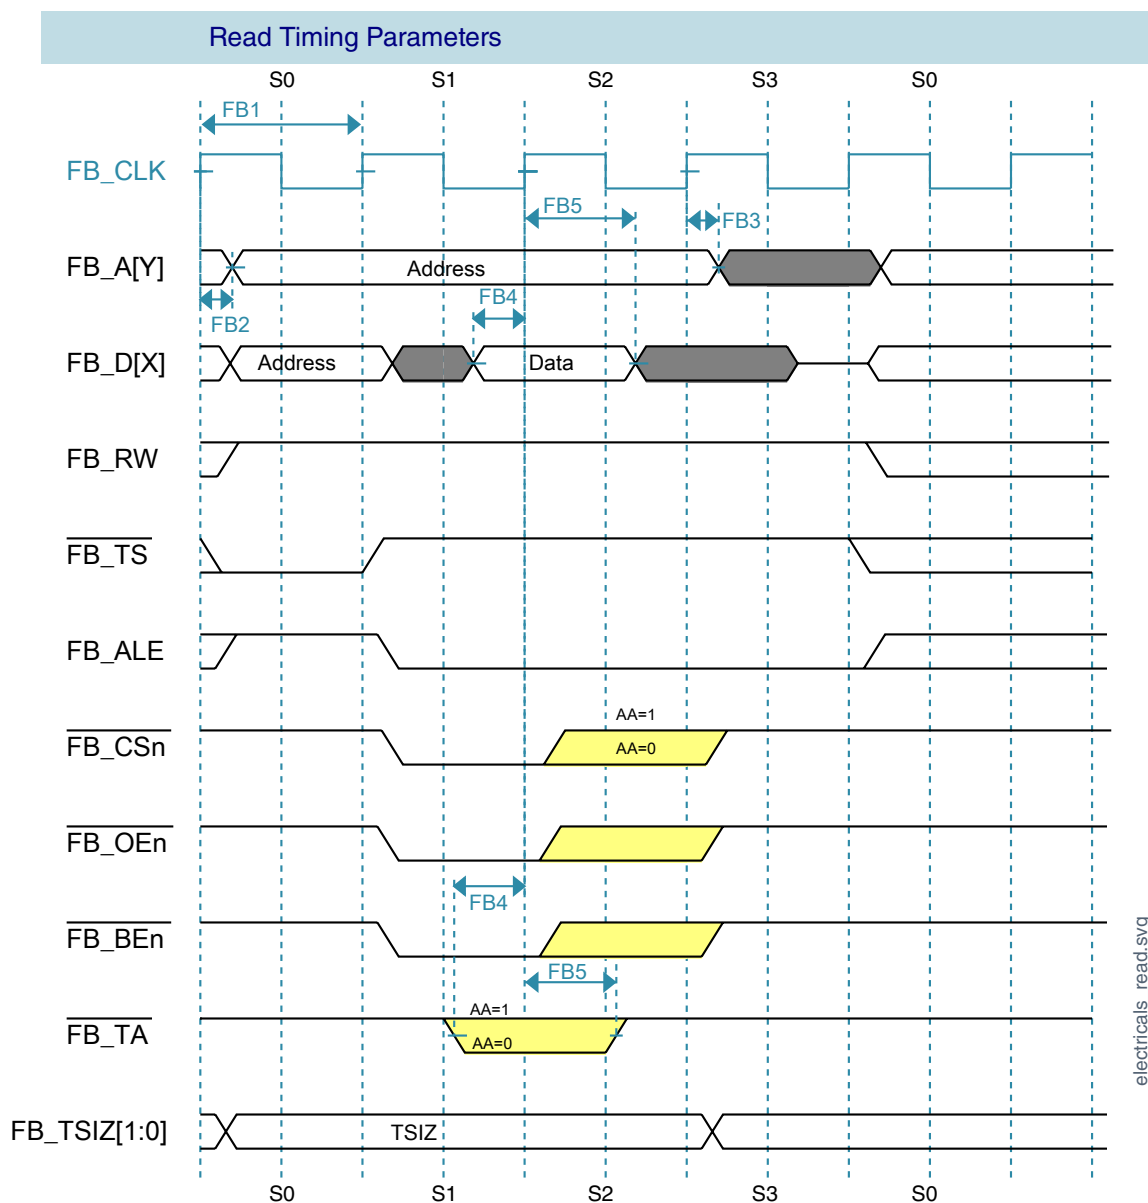 Read Timing Parameters
S0 S1 S2 S3 S0
FB1
FB_CLK
FB5
FB3
FB_A[Y]
Address
FB4
FB2
FB_D[X]
Address
Data
FB_RW
FB_TS
FB_ALE
AA=1
FB_CSn
AA=0
FB_OEn
FB4
FB_BEn
FB5
AA=1
FB_TA
AA=0
FB_TSIZ[1:0]
TSIZ
S0 S1 S2 S3 S0
electricals_read.svg